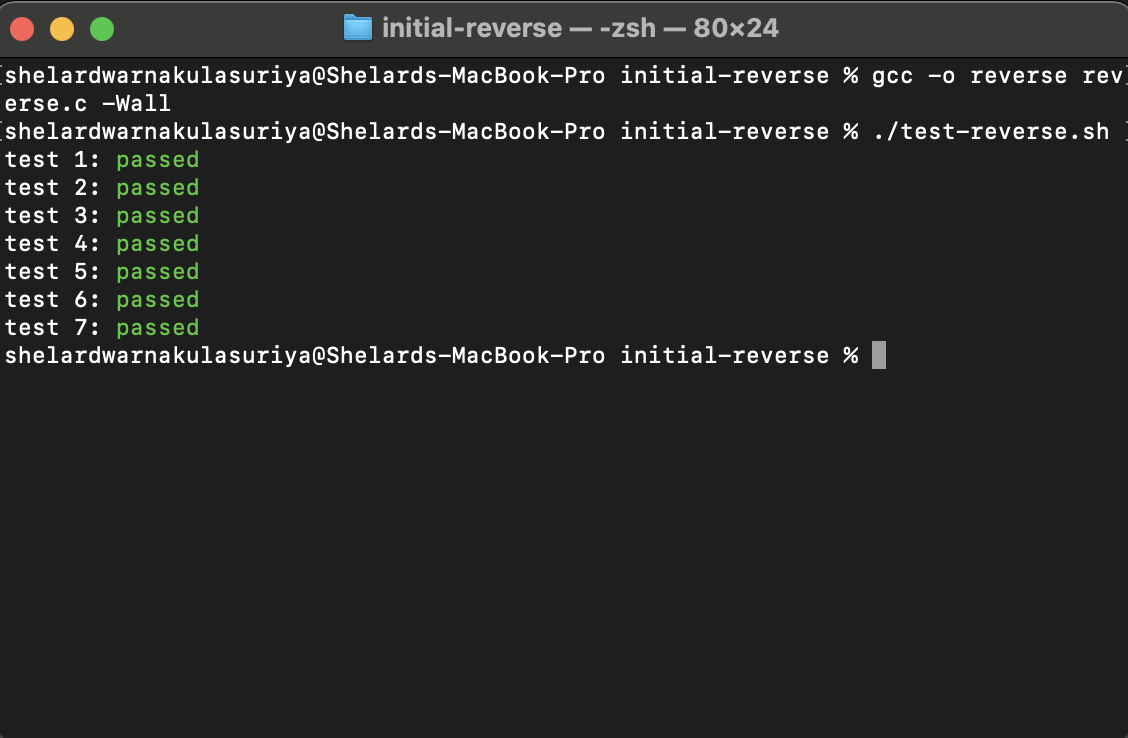 initial-reverse — -zsh — 80×24
[shelardwarnakulasuriya@Shelards-MacBook-Pro initial-reverse % gcc -o reverse rev]
erse.c -Wall
[shelardwarnakulasuriya@Shelards-MacBook-Pro initial-reverse % ./test-reverse.sh ]
test 1: passed
test 2: passed
test 3: passed
test 4: passed
test 5: passed
test 6: passed
test 7: passed
shelardwarnakulasuriya@Shelards-MacBook-Pro initial-reverse %